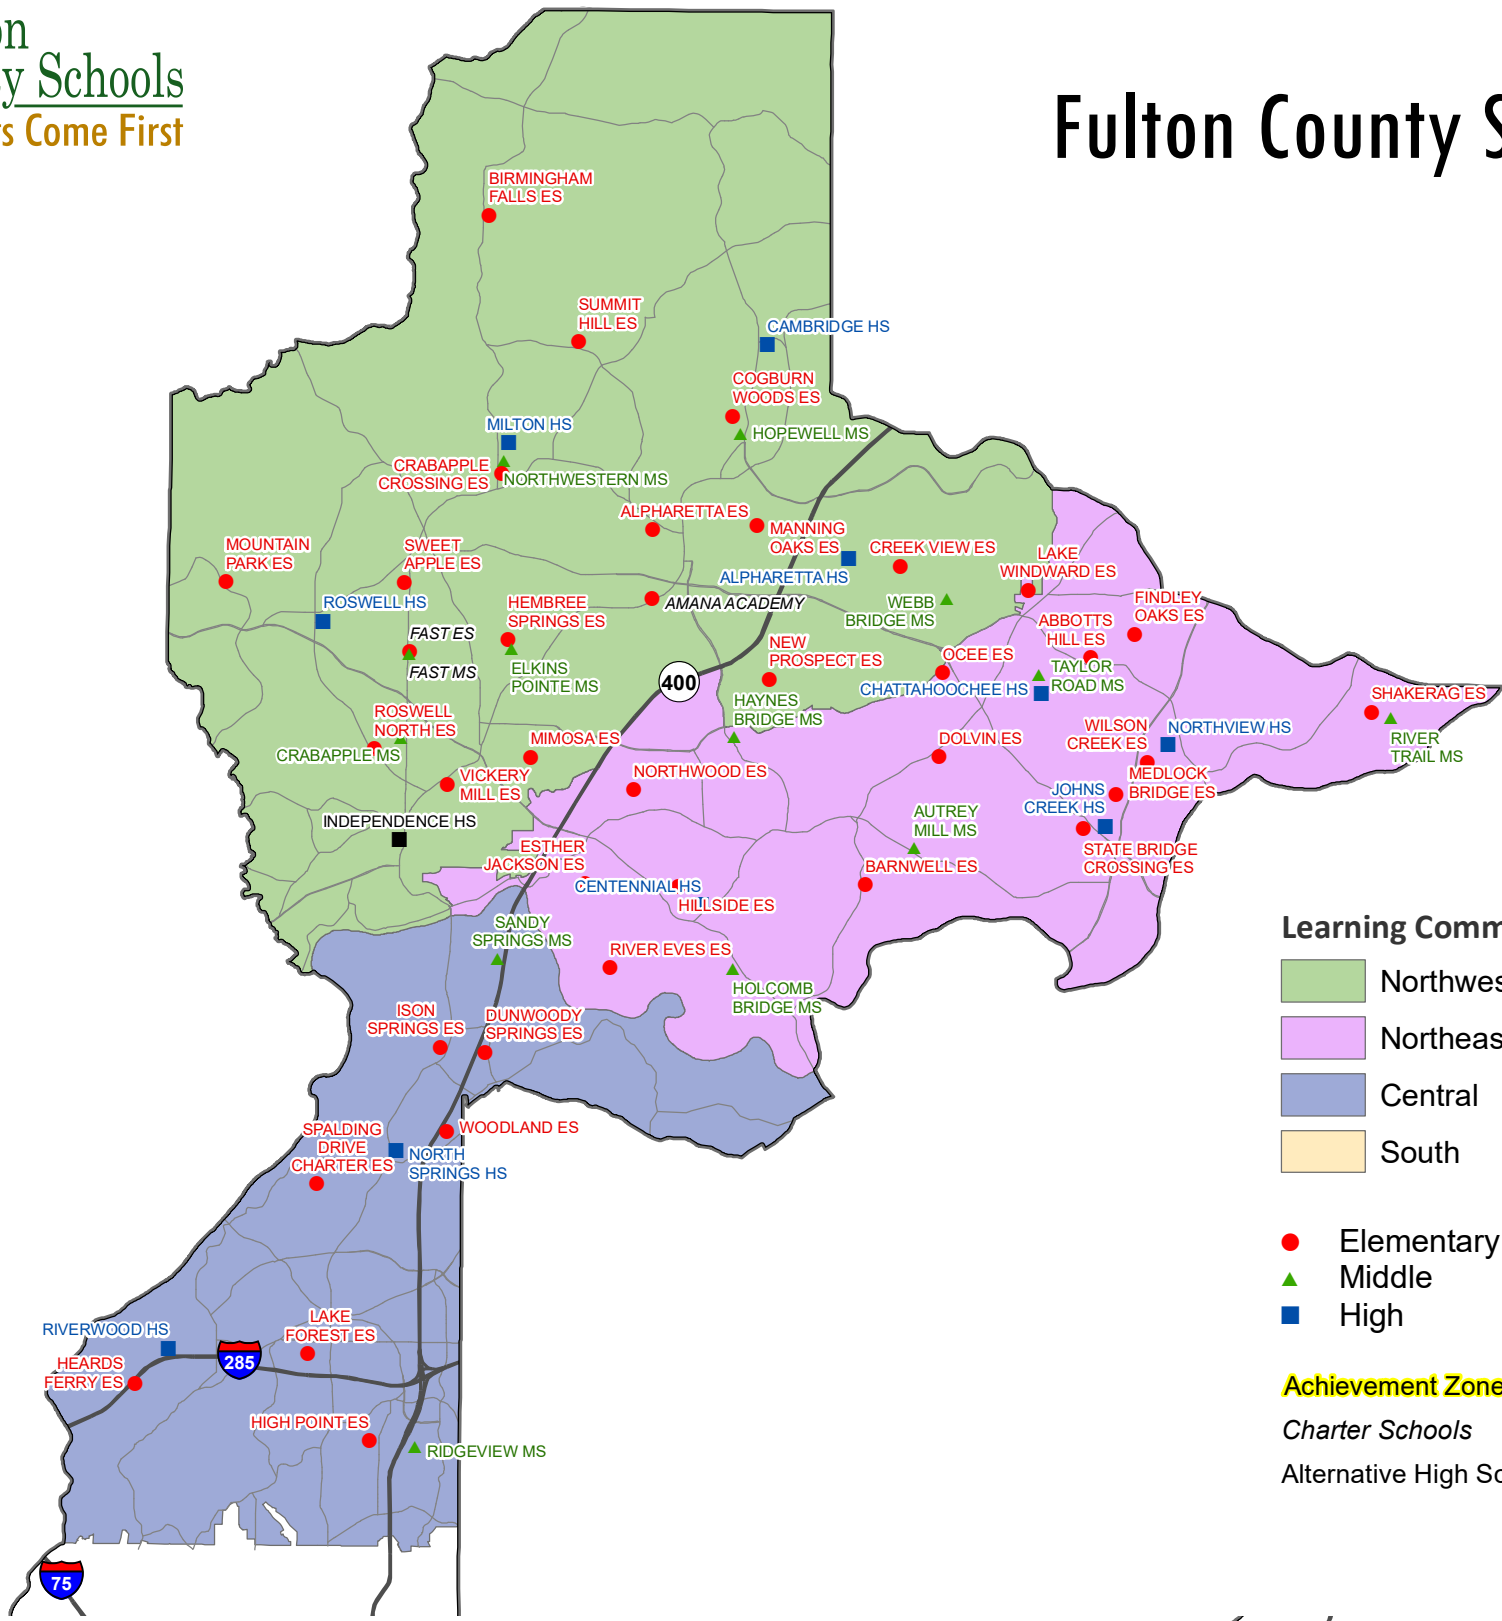 on
y Schools
s Come First
Fulton County S
BIRMINGHAM
FALLS ES
SUMMIT
HILL ES
CAMBRIDGE HS
COGBURN
WOODS ES
MILTON HS
HOPEWELL MS
CRABAPPLE
CROSSING ES
NORTHWESTERN MS
ALPHARETTA ES
MANNING
OAKS ES
ALPHARETTA HS
CREEK VIEW ES
MOUNTAIN
PARK ES
SWEET
APPLE ES
LAKE
WINDWARD ES
ROSWELL HS
HEMBREE
SPRINGS ES
AMANA ACADEMY
WEBB
BRIDGE MS
FINDLEY
OAKS ES
ABBOTTS
HILL ES
FAST ES
FAST MS
ELKINS
POINTE MS
NEW
PROSPECT ES
OCEE ES
TAYLOR
ROAD MS
CHATTAHOOCHEE HS
400
SHAKERAG ES
HAYNES
BRIDGE MS
ROSWELL
NORTH ES
CRABAPPLE MS
MIMOSA ES
DOLVIN ES
WILSON
CREEK ES
NORTHVIEW HS
RIVER
TRAIL MS
VICKERY
MILL ES
NORTHWOOD ES
MEDLOCK
BRIDGE ES
JOHNS
CREEK HS
INDEPENDENCE HS
AUTREY
MILL MS
ESTHER
JACKSON ES
STATE BRIDGE
CROSSING ES
BARNWELL ES
CENTENNIAL HS
HILLSIDE ES
SANDY
SPRINGS MS
RIVER EVES ES
HOLCOMB
BRIDGE MS
ISON
SPRINGS ES
DUNWOODY
SPRINGS ES
SPALDING
DRIVE
CHARTER ES
WOODLAND ES
NORTH
SPRINGS HS
RIVERWOOD HS
LAKE
FOREST ES
285
HEARDS
FERRY ES
HIGH POINT ES
RIDGEVIEW MS
75
Learning Comm
Northwes
Northeas
Central
South
Elementary
Middle
High
Achievement Zone
Charter Schools
Alternative High Sc